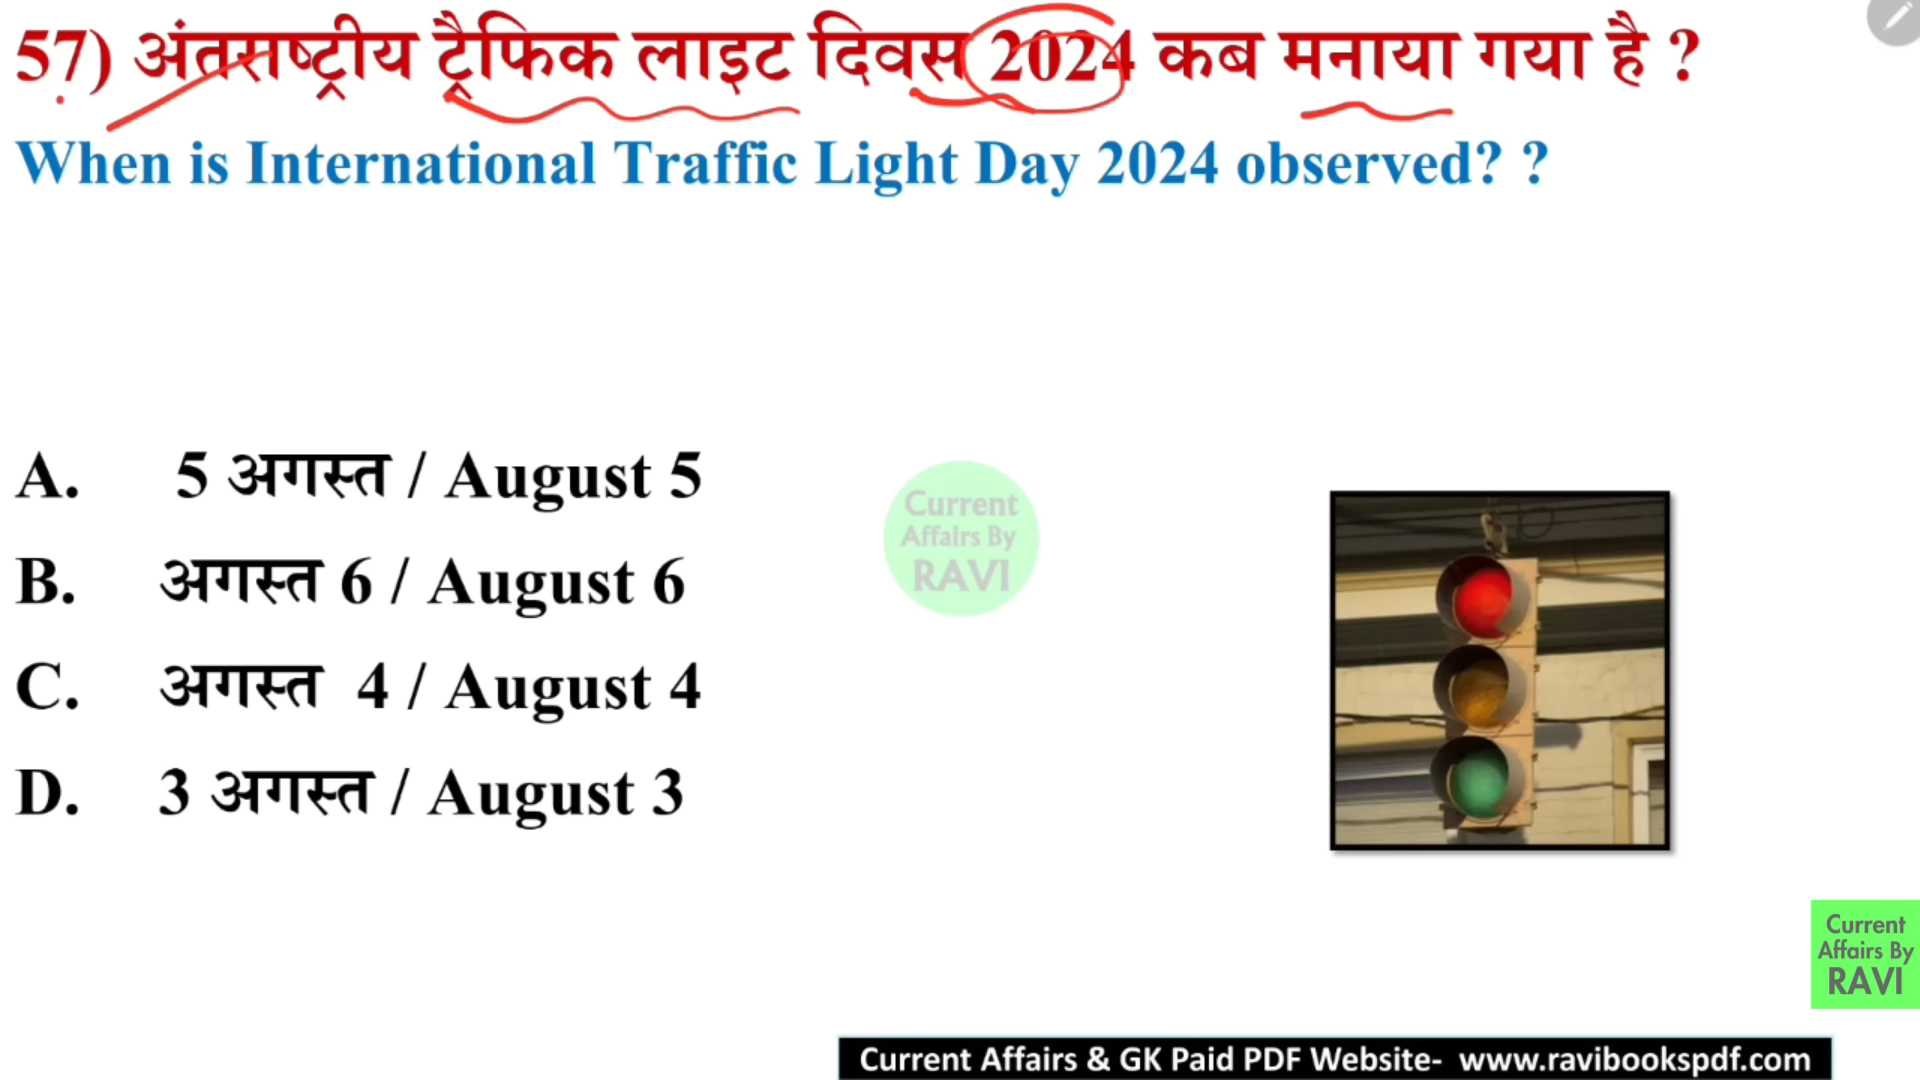 57) अंतराष्ट्रीय ट्रैफिक लाइट दिवस 2024 कब मनाया गया है ?
When is International Traffic Light Day 2024 observed? ?
A. 5 अगस्त / August 5
B. अगस्त 6 / August 6
C. अगस्त 4 / August 4
D. 3 अगस्त / August 3
Current
Affairs By
RAVI
Current
Affairs By
RAVI
Current Affairs & GK Paid PDF Website- www.ravibookspdf.com